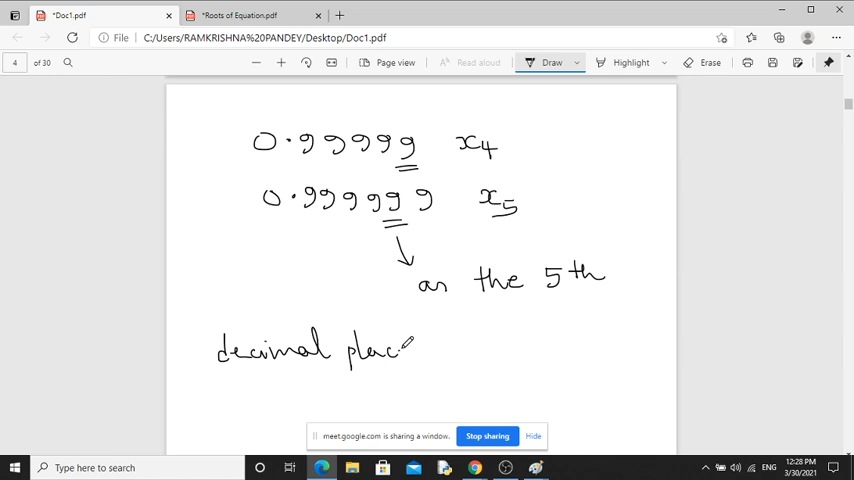 *Doc1.pdf
*Roots of Equation.pdf
File C:/Users/RAMKRISHNA%20PANDEY/Desktop/Doc1.pdf
4 of 30 Page view Read aloud Draw Highlight Erase
0.99999 x4
0.999999 x5
as the 5th
decimal plac
meet.google.com is sharing a window. Stop sharing Hide
Type here to search
ENG 12:28 PM
3/30/2021